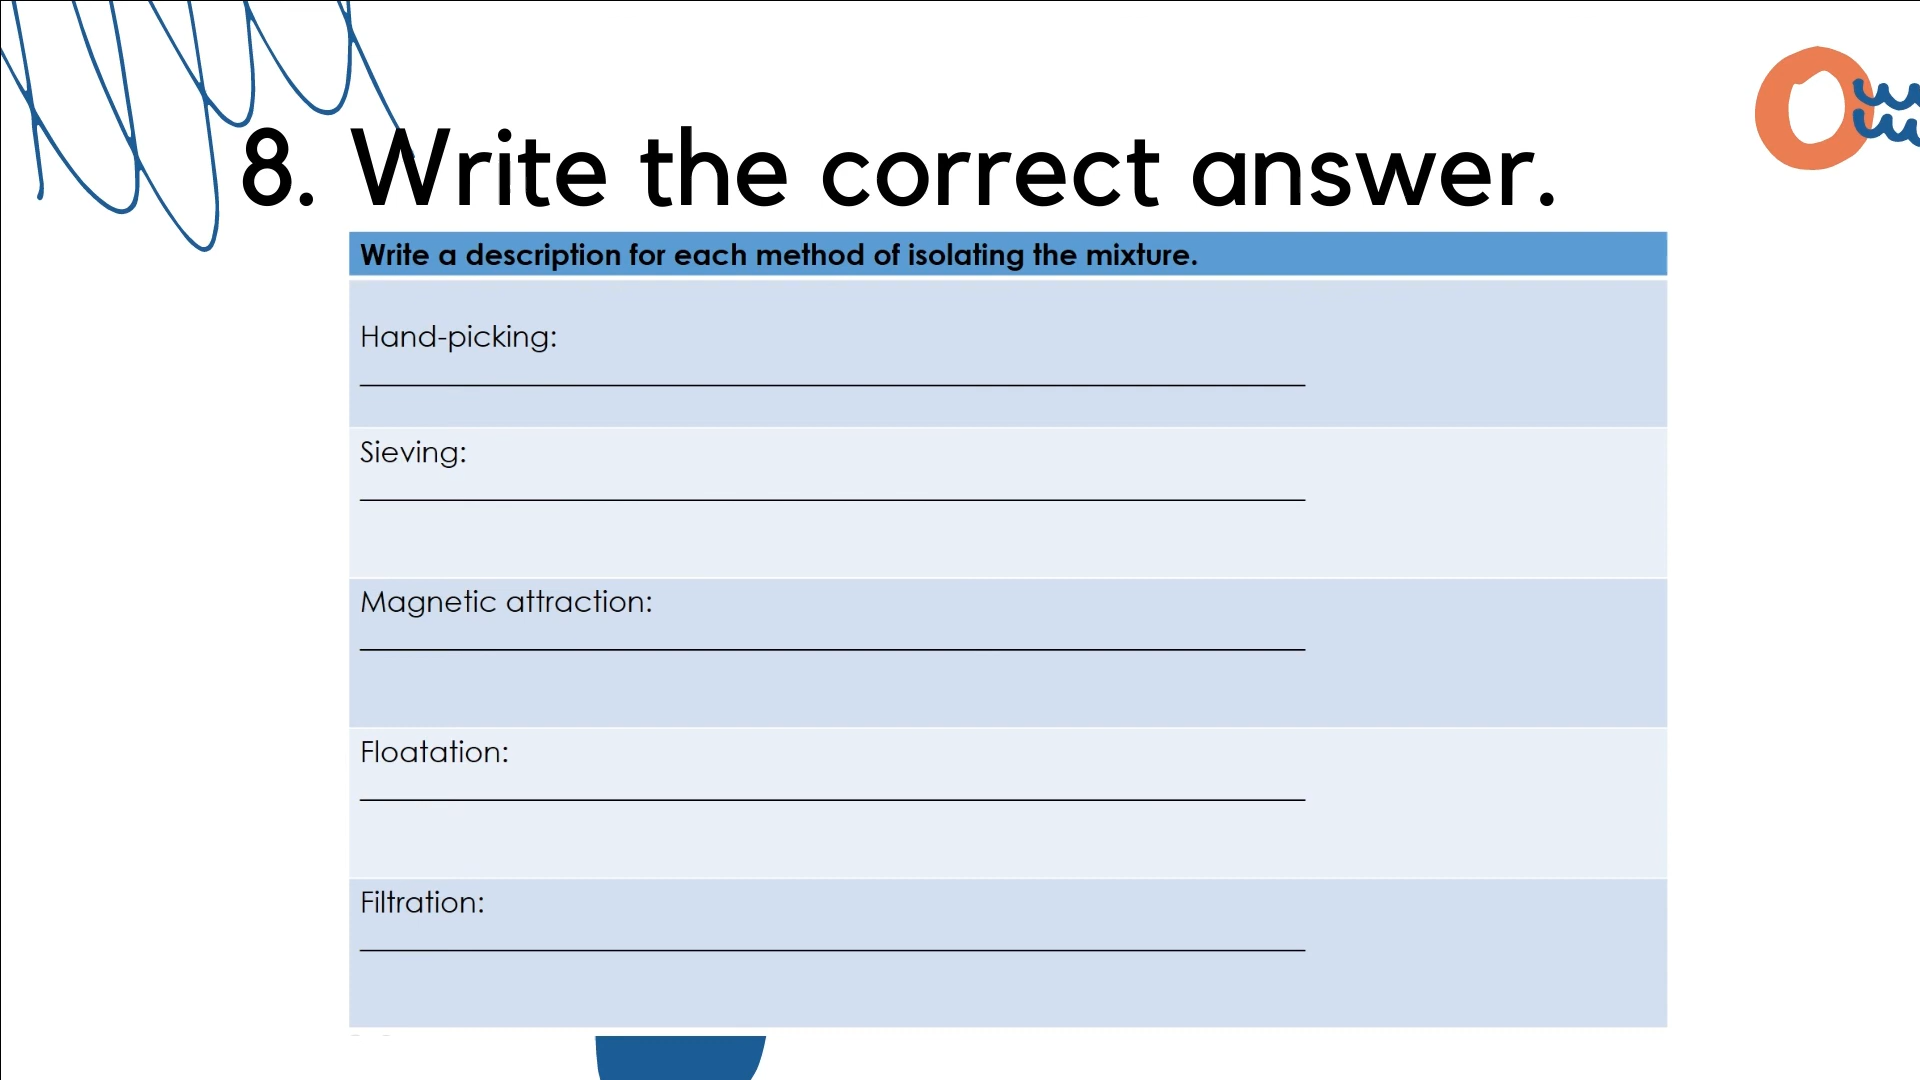 8. Write the correct answer.
Write a description for each method of isolating the mixture.
Hand-picking:
Sieving:
Magnetic attraction:
Floatation:
Filtration: